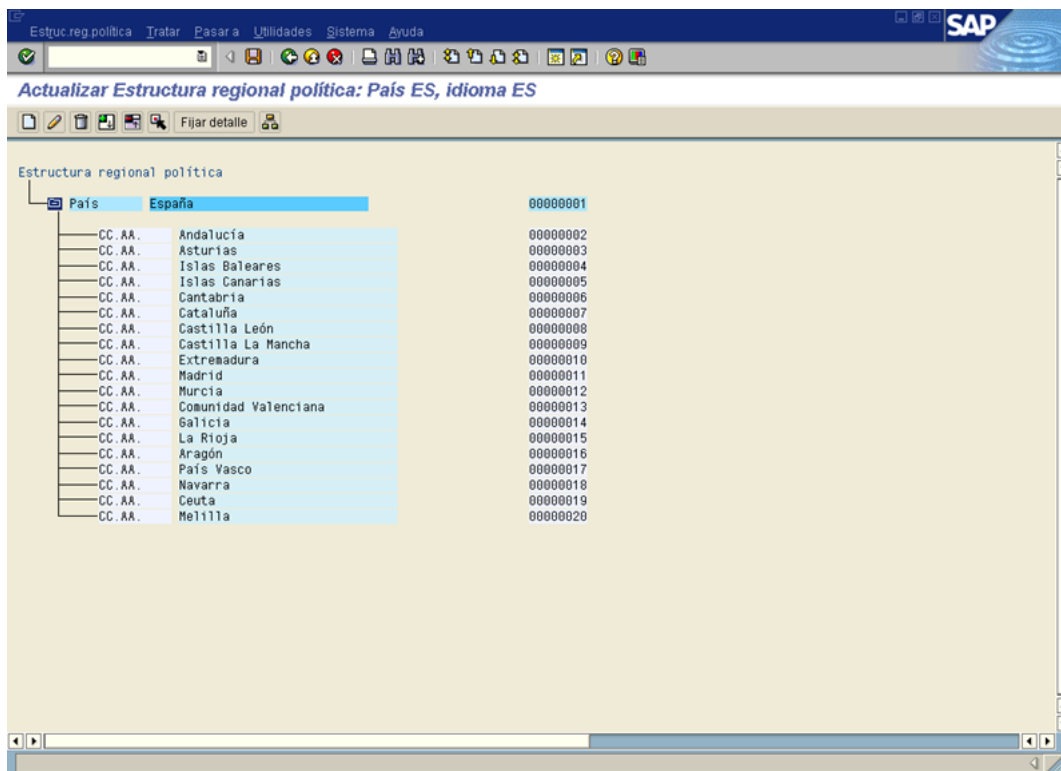 Estruc.reg.política Tratar Pasar a Utilidades Sistema Ayuda
SAP
Actualizar Estructura regional política: País ES, idioma ES
Fijar detalle
Estructura regional política
País España 00000001
CC.AA. Andalucía 00000002
CC.AA. Asturias 00000003
CC.AA. Islas Baleares 00000004
CC.AA. Islas Canarias 00000005
CC.AA. Cantabria 00000006
CC.AA. Cataluña 00000007
CC.AA. Castilla León 00000008
CC.AA. Castilla La Mancha 00000009
CC.AA. Extremadura 00000010
CC.AA. Madrid 00000011
CC.AA. Murcia 00000012
CC.AA. Comunidad Valenciana 00000013
CC.AA. Galicia 00000014
CC.AA. La Rioja 00000015
CC.AA. Aragón 00000016
CC.AA. País Vasco 00000017
CC.AA. Navarra 00000018
CC.AA. Ceuta 00000019
CC.AA. Melilla 00000020